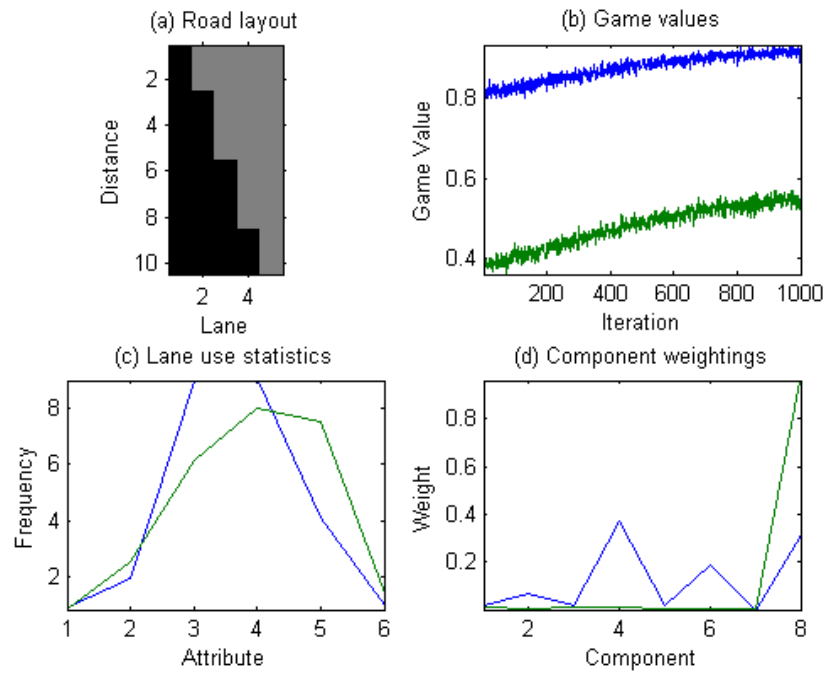 (a) Road layout
2
4
6
8
10
Distance
2 4
Lane
(b) Game values
0.8
0.6
0.4
Game Value
200 400 600 800 1000
Iteration
(c) Lane use statistics
8
6
4
2
Frequency
1 2 3 4 5 6
Attribute
(d) Component weightings
0.8
0.6
0.4
0.2
Weight
2 4 6 8
Component